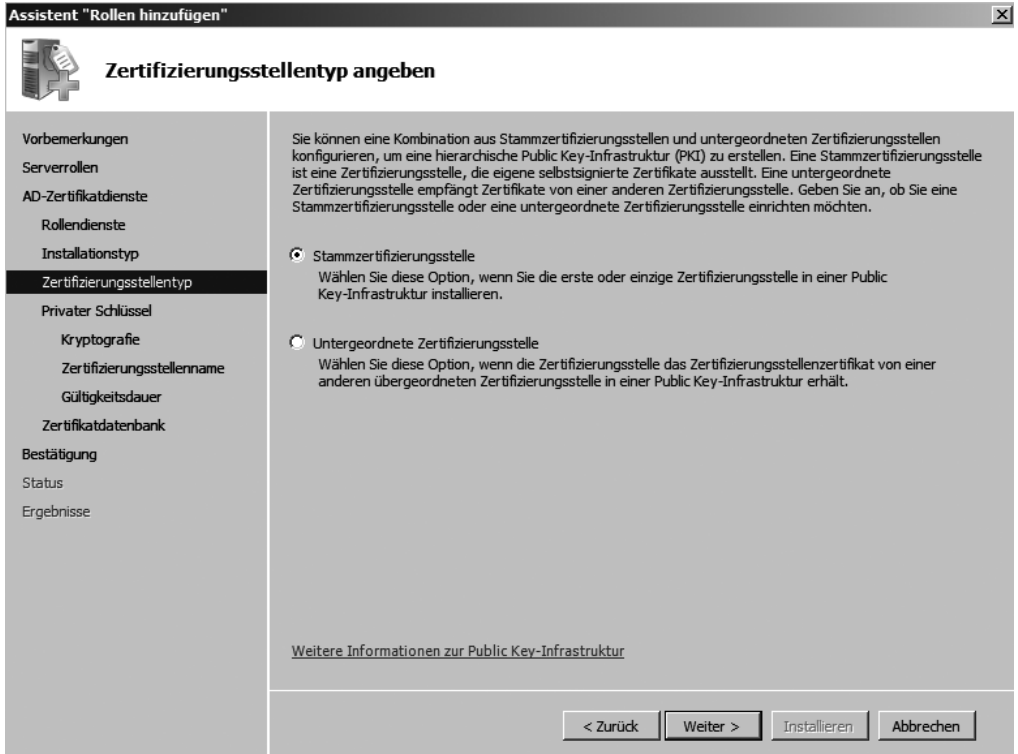 Assistent "Rollen hinzufügen"
Zertifizierungsstellentyp angeben
Vorbemerkungen
Serverrollen
AD-Zertifikatdienste
Rollendienste
Installationstyp
Zertifizierungsstellentyp
Privater Schlüssel
Kryptografie
Zertifizierungsstellenname
Gültigkeitsdauer
Zertifikatdatenbank
Bestätigung
Status
Ergebnisse
Sie können eine Kombination aus Stammzertifizierungsstellen und untergeordneten Zertifizierungsstellen
konfigurieren, um eine hierarchische Public Key-Infrastruktur (PKI) zu erstellen. Eine Stammzertifizierungsstelle
ist eine Zertifizierungsstelle, die eigene selbstsignierte Zertifikate ausstellt. Eine untergeordnete
Zertifizierungsstelle empfängt Zertifikate von einer anderen Zertifizierungsstelle. Geben Sie an, ob Sie eine
Stammzertifizierungsstelle oder eine untergeordnete Zertifizierungsstelle einrichten möchten.
Stammzertifizierungsstelle
Wählen Sie diese Option, wenn Sie die erste oder einzige Zertifizierungsstelle in einer Public
Key-Infrastruktur installieren.
Untergeordnete Zertifizierungsstelle
Wählen Sie diese Option, wenn die Zertifizierungsstelle das Zertifizierungsstellenzertifikat von einer
anderen übergeordneten Zertifizierungsstelle in einer Public Key-Infrastruktur erhält.
Weitere Informationen zur Public Key-Infrastruktur
< Zurück
Weiter >
Installieren
Abbrechen